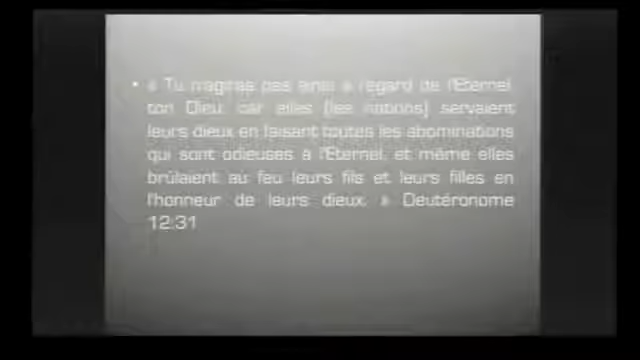 • « Tu n'agiras pas ainsi à l'égard de l'Eternel,
ton Dieu; car elles (les nations) servaient
leurs dieux en faisant toutes les abominations
qui sont odieuses à l'Eternel, et même elles
brûlaient au feu leurs fils et leurs filles en
l'honneur de leurs dieux. » Deutéronome
12:31